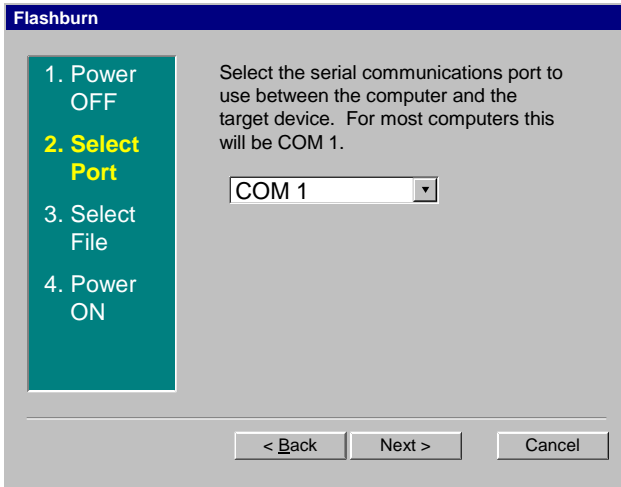 Flashburn
1. Power
OFF
2. Select
Port
3. Select
File
4. Power
ON
Select the serial communications port to
use between the computer and the
target device.  For most computers this
will be COM 1.
COM 1
< Back
Next >
Cancel